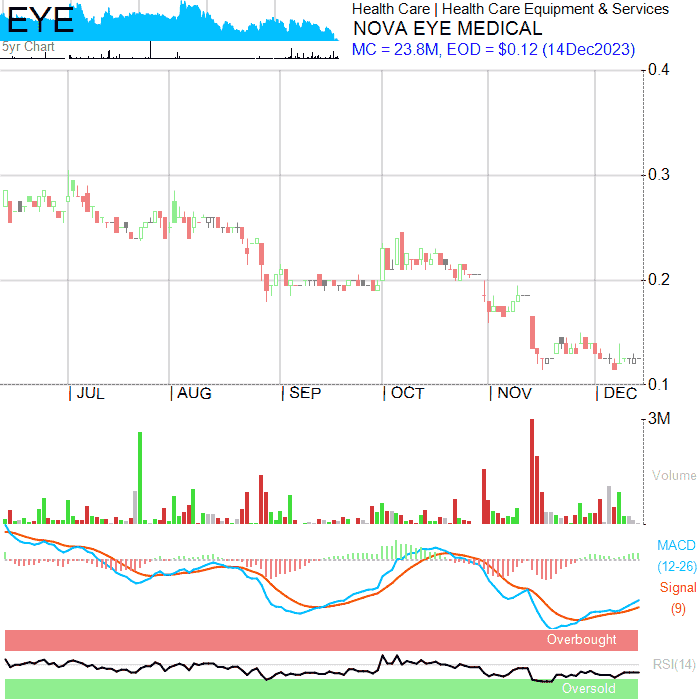 EYE
Health Care | Health Care Equipment & Services
NOVA EYE MEDICAL
5yr Chart
MC = 23.8M, EOD = $0.12 (14Dec2023)
0.4
0.3
0.2
0.1
JUL
AUG
SEP
OCT
NOV
DEC
3M
Volume
MACD
(12-26)
Signal
(9)
Overbought
RSI(14)
Oversold